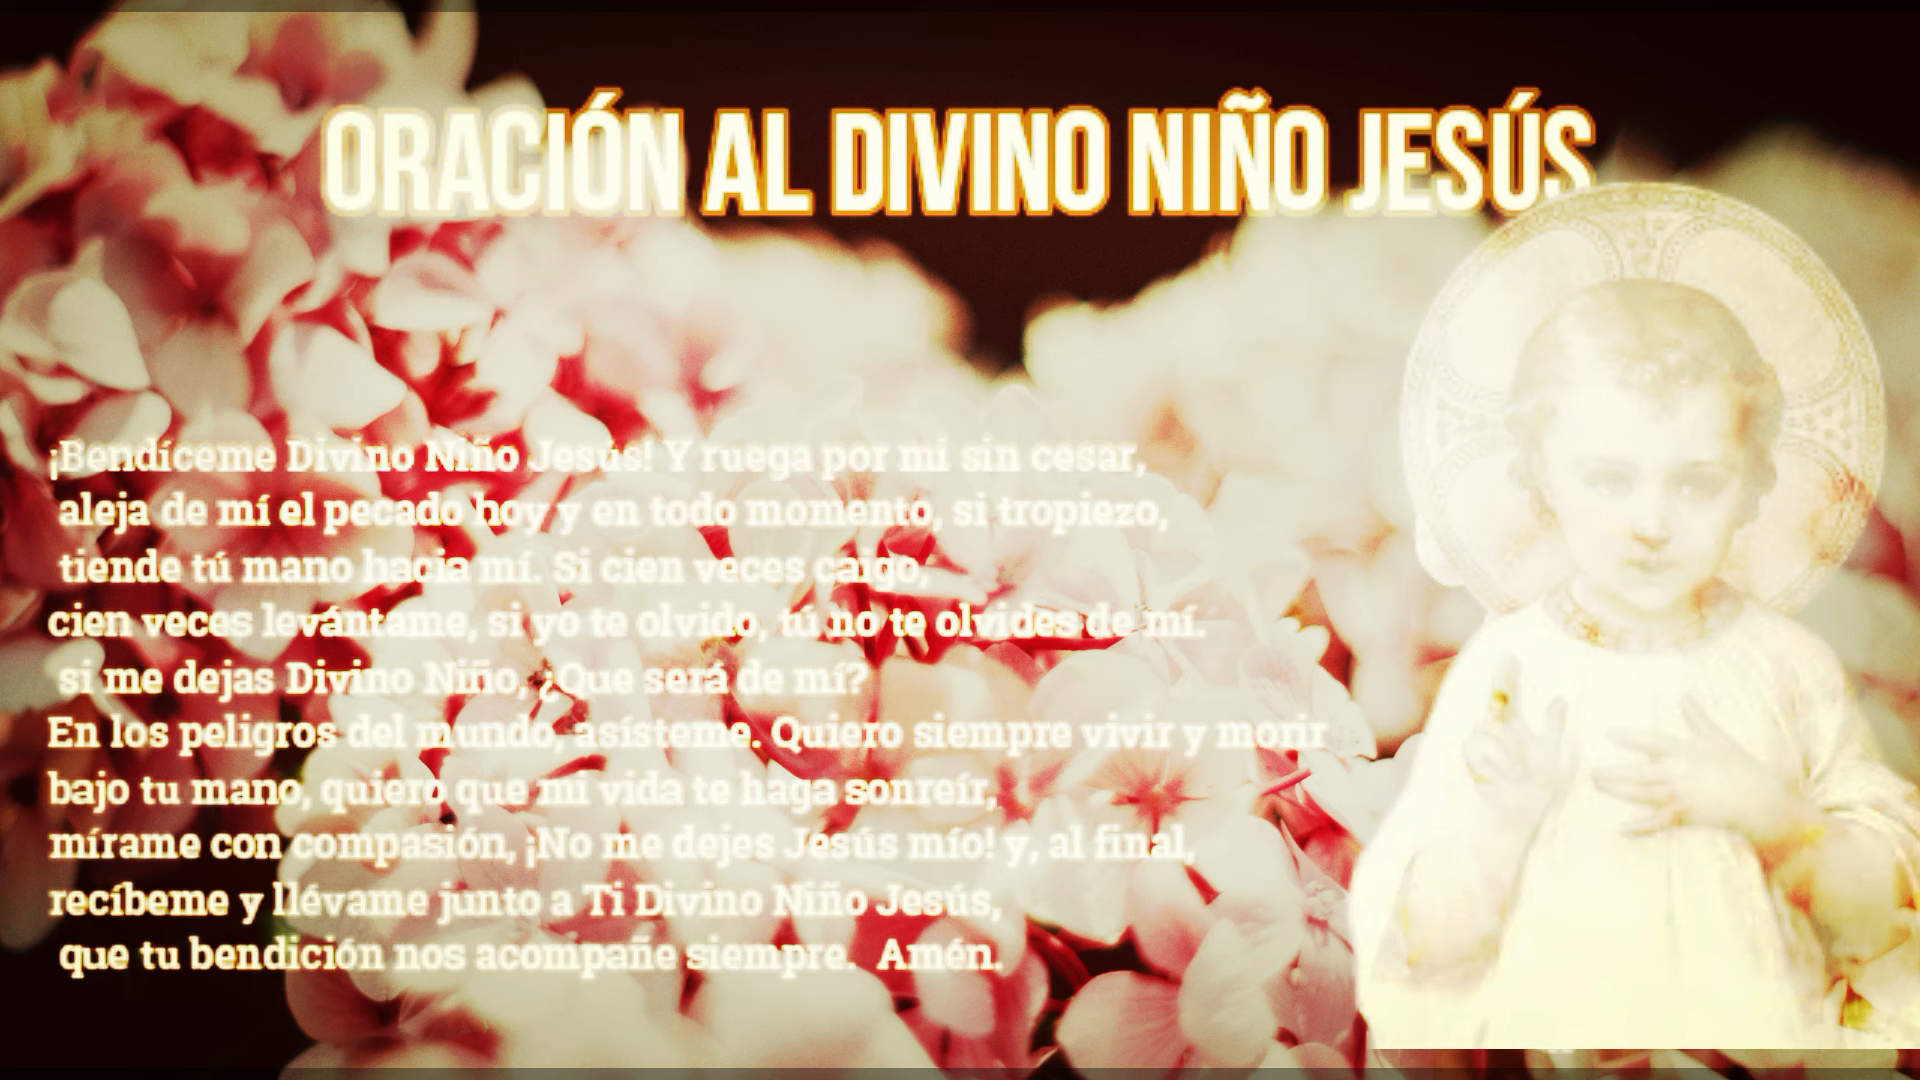 ORACIÓN AL DIVINO NIÑO JESÚS
¡Bendíceme Divino Niño Jesús! Y ruega por mi sin cesar,
aleja de mí el pecado hoy y en todo momento, si tropiezo,
tiende tú mano hacia mí. Si cien veces caigo,
cien veces levántame, si yo te olvido, tú no te olvides de mí.
si me dejas Divino Niño, ¿Que será de mí?
En los peligros del mundo, asísteme. Quiero siempre vivir y morir
bajo tu mano, quiero que mi vida te haga sonreír,
mírame con compasión, ¡No me dejes Jesús mío! y, al final,
recíbeme y llévame junto a Ti Divino Niño Jesús,
que tu bendición nos acompañe siempre. Amén.